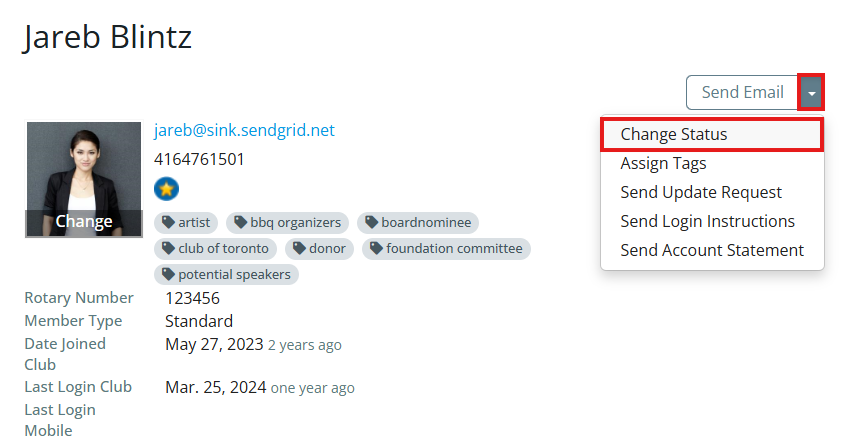 Jareb Blintz
Send Email
Change Status
Assign Tags
Send Update Request
Send Login Instructions
Send Account Statement
jareb@sink.sendgrid.net
4164761501
Change
artist bbq organizers boardnominee
club of toronto donor foundation committee
potential speakers
Rotary Number 123456
Member Type Standard
Date Joined May 27, 2023 2 years ago
Club
Last Login Club Mar. 25, 2024 one year ago
Last Login
Mobile